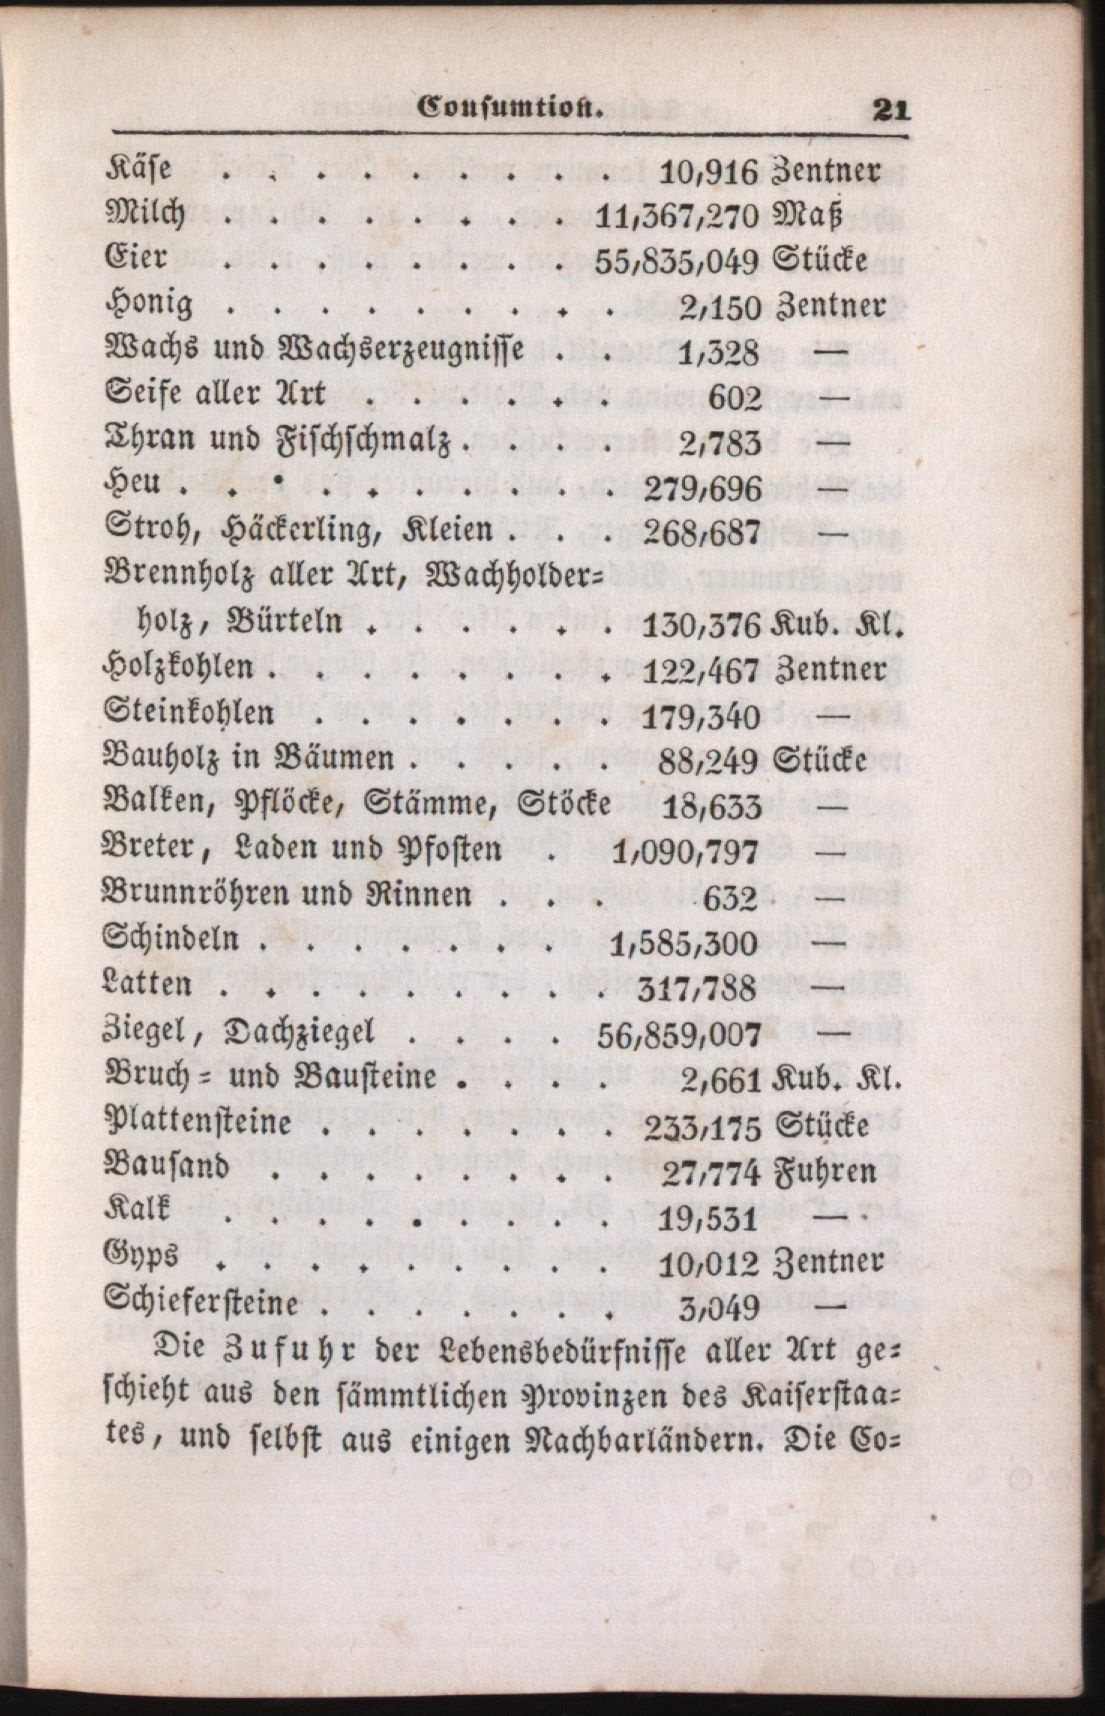 Consumtion. 21
Käse . . . . . . . . . 10,916 Zentner
Milch . . . . . . . . 11,367,270 Maß
Eier . . . . . . . . 55,835,049 Stücke
Honig . . . . . . . . . 2,150 Zentner
Wachs und Wachserzeugnisse . . 1,328 —
Seife aller Art . . . . . . 602 —
Thran und Fischschmalz . . . . 2,783 —
Heu . . . . . . . . . . 279,696 —
Stroh, Häckerling, Kleien . . . 268,687 —
Brennholz aller Art, Wachholder-
holz, Bürteln . . . . . . 130,376 Kub. Kl.
Holzkohlen . . . . . . . . 122,467 Zentner
Steinkohlen . . . . . . . 179,340 —
Bauholz in Bäumen . . . . . 88,249 Stücke
Balken, Pflöcke, Stämme, Stöcke 18,633 —
Breter, Laden und Pfosten . 1,090,797 —
Brunnröhren und Rinnen . . . 632 —
Schindeln . . . . . . . 1,585,300 —
Latten . . . . . . . . . 317,788 —
Ziegel, Dachziegel . . . . 56,859,007 —
Bruch- und Bausteine . . . . 2,661 Kub. Kl.
Plattensteine . . . . . . . 233,175 Stücke
Bausand . . . . . . . . 27,774 Fuhren
Kalk . . . . . . . . . 19,531 —
Gyps . . . . . . . . . 10,012 Zentner
Schiefersteine . . . . . . . 3,049 —
Die Zufuhr der Lebensbedürfnisse aller Art ge-
schieht aus den sämmtlichen Provinzen des Kaiserstaa-
tes, und selbst aus einigen Nachbarländern. Die Co-